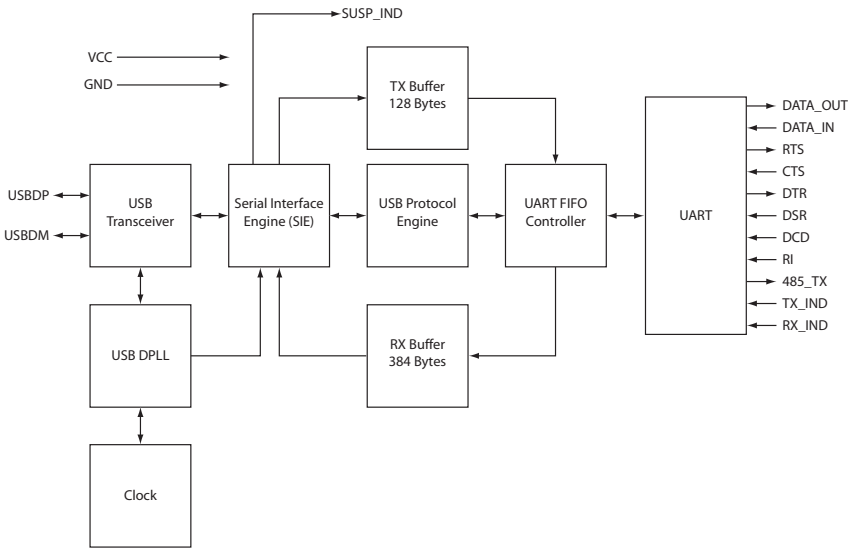 SUSP_IND
VCC
GND
TX Buffer
128 Bytes
USBDP
USBDM
USB
Transceiver
Serial Interface
Engine (SIE)
USB Protocol
Engine
UART FIFO
Controller
UART
DATA_OUT
DATA_IN
RTS
CTS
DTR
DSR
DCD
RI
485_TX
TX_IND
RX_IND
USB DPLL
RX Buffer
384 Bytes
Clock